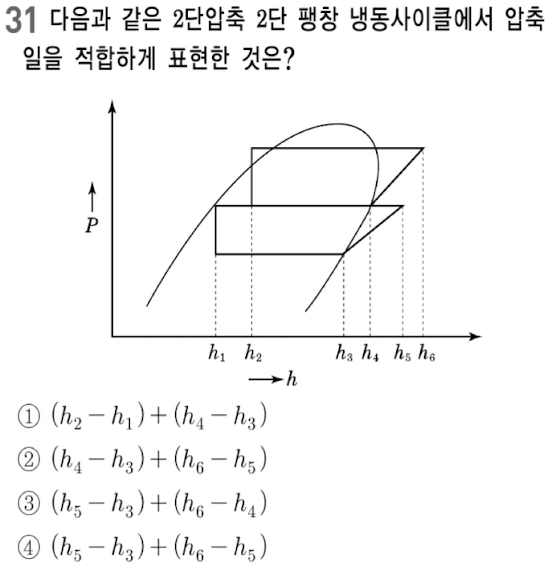 31 다음과 같은 2단압축 2단 팽창 냉동사이클에서 압축
일을 적합하게 표현한 것은?
P
h₁ h₂ h₃ h₄ h₅ h₆
h
① (h₂ − h₁) + (h₄ − h₃)
② (h₄ − h₃) + (h₆ − h₅)
③ (h₅ − h₃) + (h₆ − h₄)
④ (h₅ − h₃) + (h₆ − h₅)